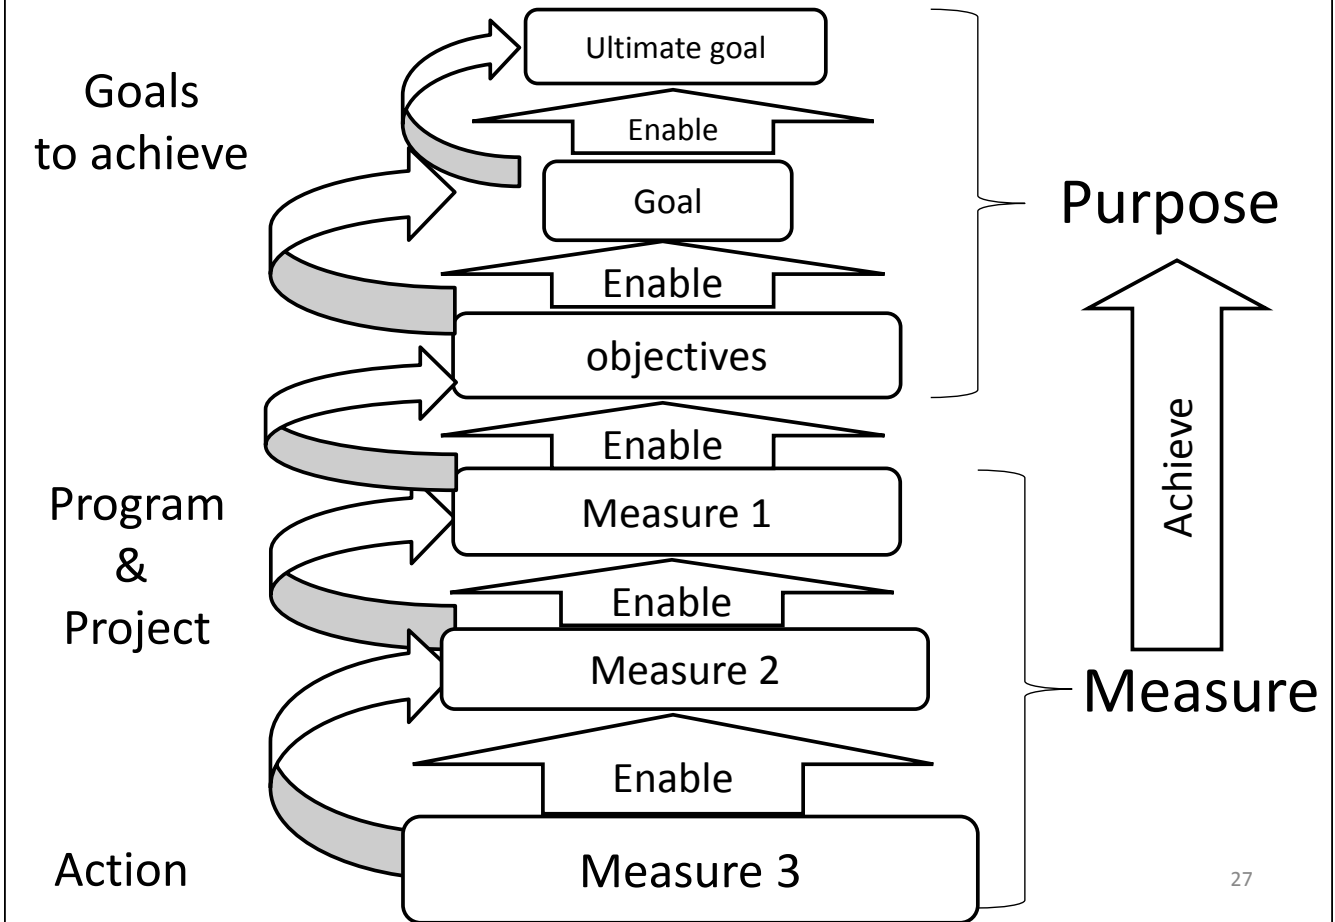 Goals
to achieve
Ultimate goal
Enable
Goal
Enable
objectives
Enable
Measure 1
Enable
Measure 2
Enable
Measure 3
Program
&
Project
Action
Purpose
Achieve
Measure
27